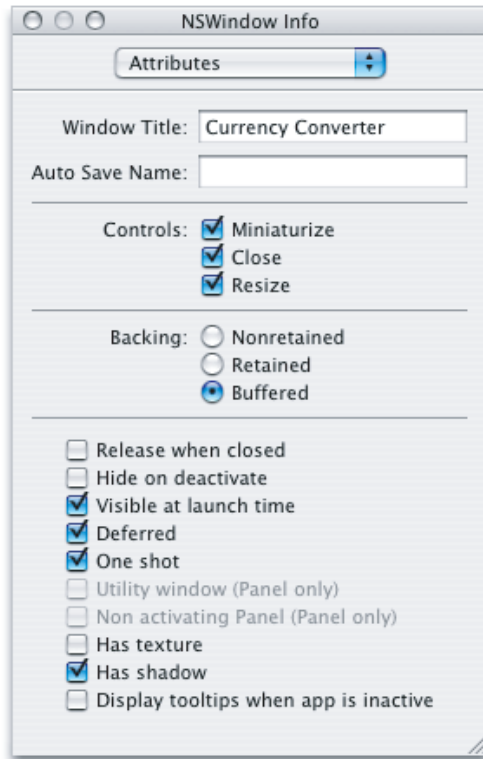 NSWindow Info
Attributes
Window Title: Currency Converter
Auto Save Name:
Controls: Miniaturize
Close
Resize
Backing: Nonretained
Retained
Buffered
Release when closed
Hide on deactivate
Visible at launch time
Deferred
One shot
Utility window (Panel only)
Non activating Panel (Panel only)
Has texture
Has shadow
Display tooltips when app is inactive